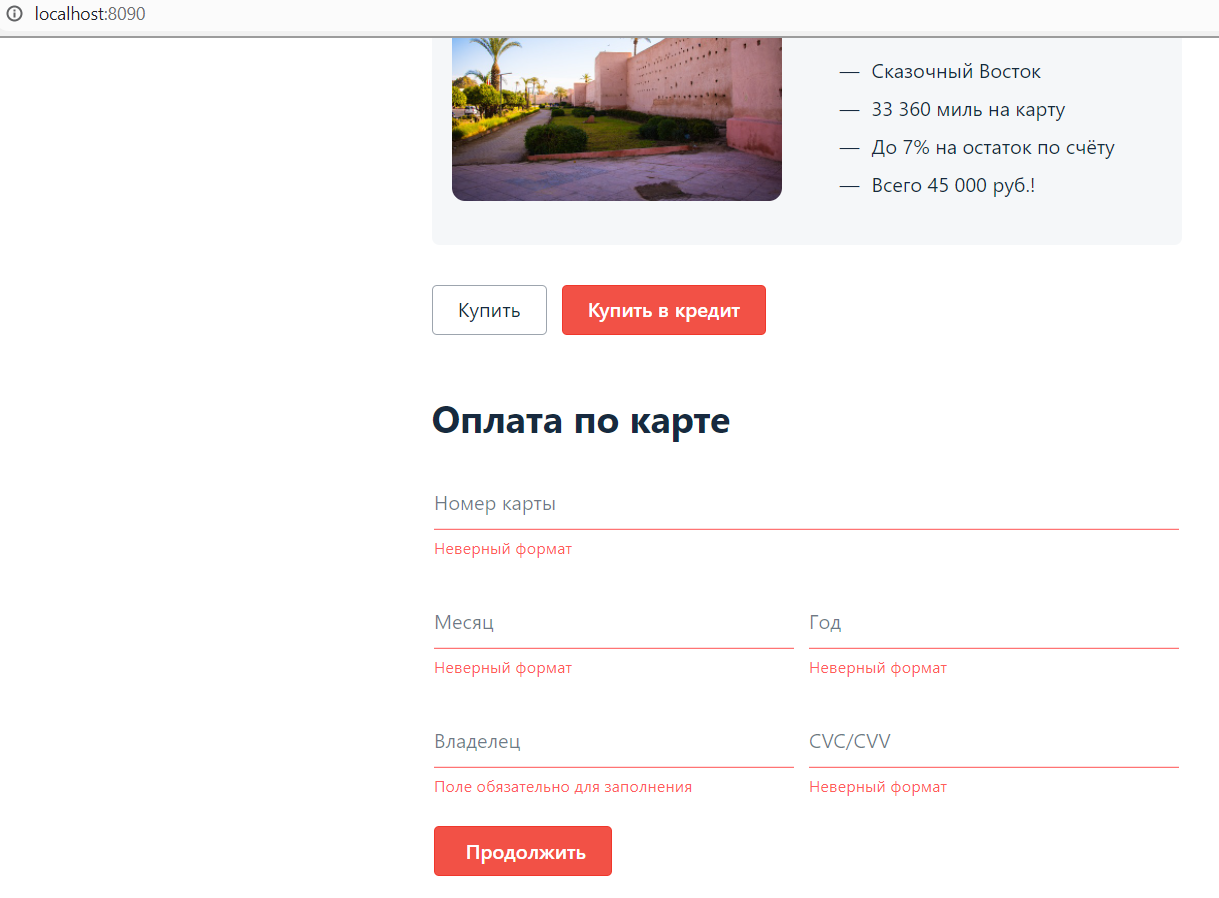 localhost:8090
— Сказочный Восток
— 33 360 миль на карту
— До 7% на остаток по счёту
— Всего 45 000 руб.!
Купить
Купить в кредит
Оплата по карте
Номер карты
Неверный формат
Месяц
Год
Неверный формат
Неверный формат
Владелец
CVC/CVV
Поле обязательно для заполнения
Неверный формат
Продолжить